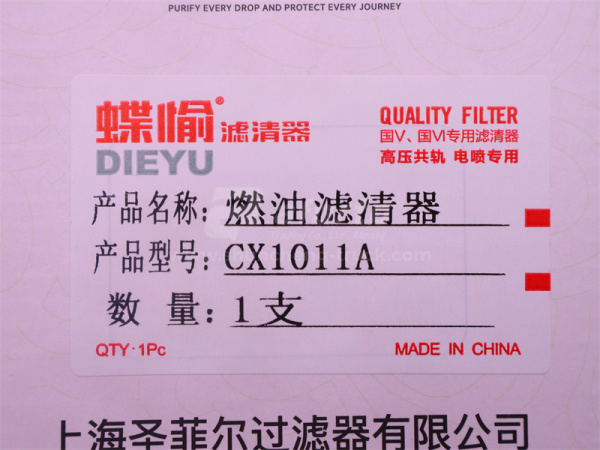 PURIFY EVERY DROP AND PROTECT EVERY JOURNEY
蝶愉® 滤清器
DIEYU
QUALITY FILTER
国Ⅴ、国Ⅵ专用滤清器
高压共轨 电喷专用
产品名称: 燃油滤清器
产品型号: CX1011A
数 量: 1支
QTY·1Pc
MADE IN CHINA
上海圣菲尔过滤器有限公司